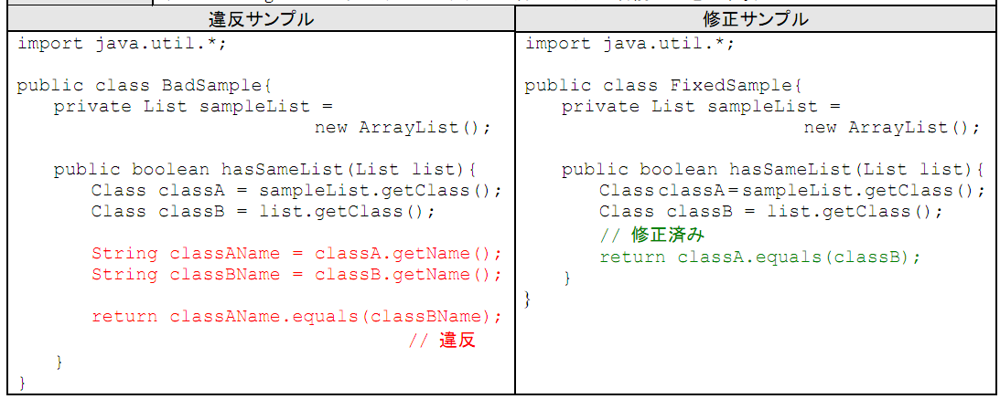 違反サンプル
import java.util.*;
public class BadSample{
private List sampleList =
new ArrayList();
public boolean hasSameList(List list){
Class classA = sampleList.getClass();
Class classB = list.getClass();
String classAName = classA.getName();
String classBName = classB.getName();
return classAName.equals(classBName);
// 違反
}
}
修正サンプル
import java.util.*;
public class FixedSample{
private List sampleList =
new ArrayList();
public boolean hasSameList(List list){
Class classA = sampleList.getClass();
Class classB = list.getClass();
// 修正済み
return classA.equals(classB);
}
}